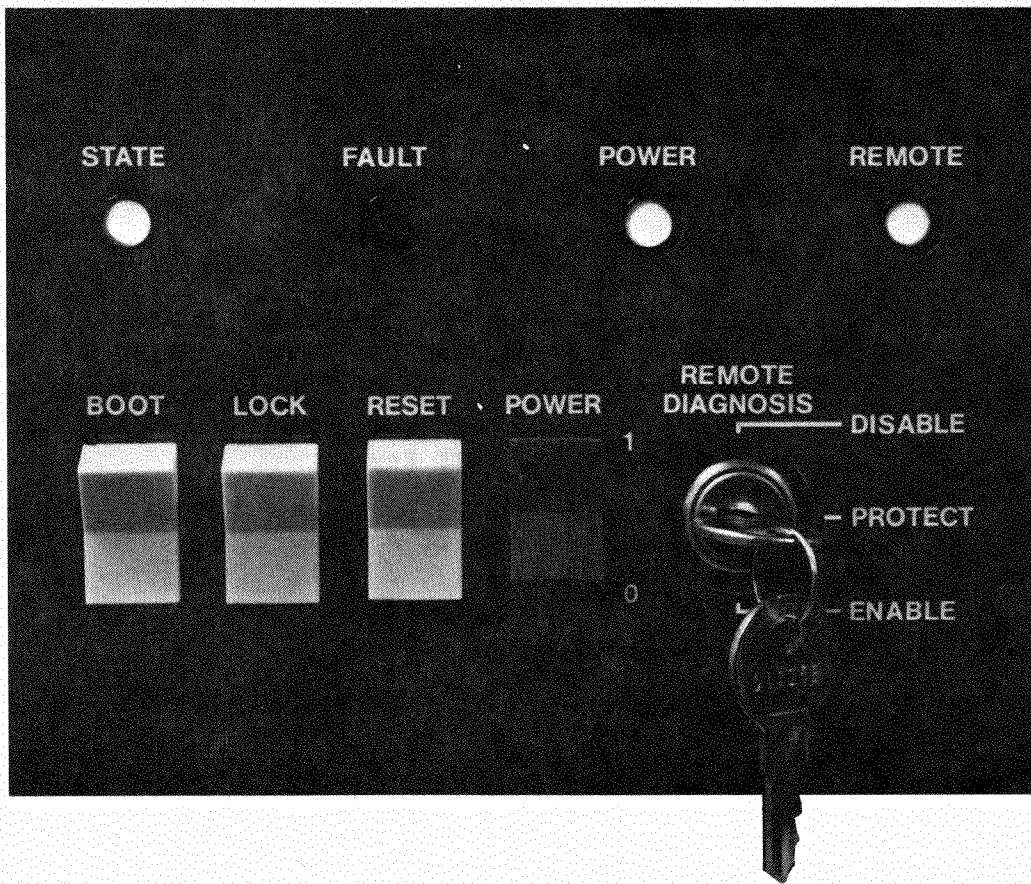 STATE FAULT POWER REMOTE
BOOT LOCK RESET POWER
REMOTE
DIAGNOSIS
DISABLE
1
PROTECT
0
ENABLE